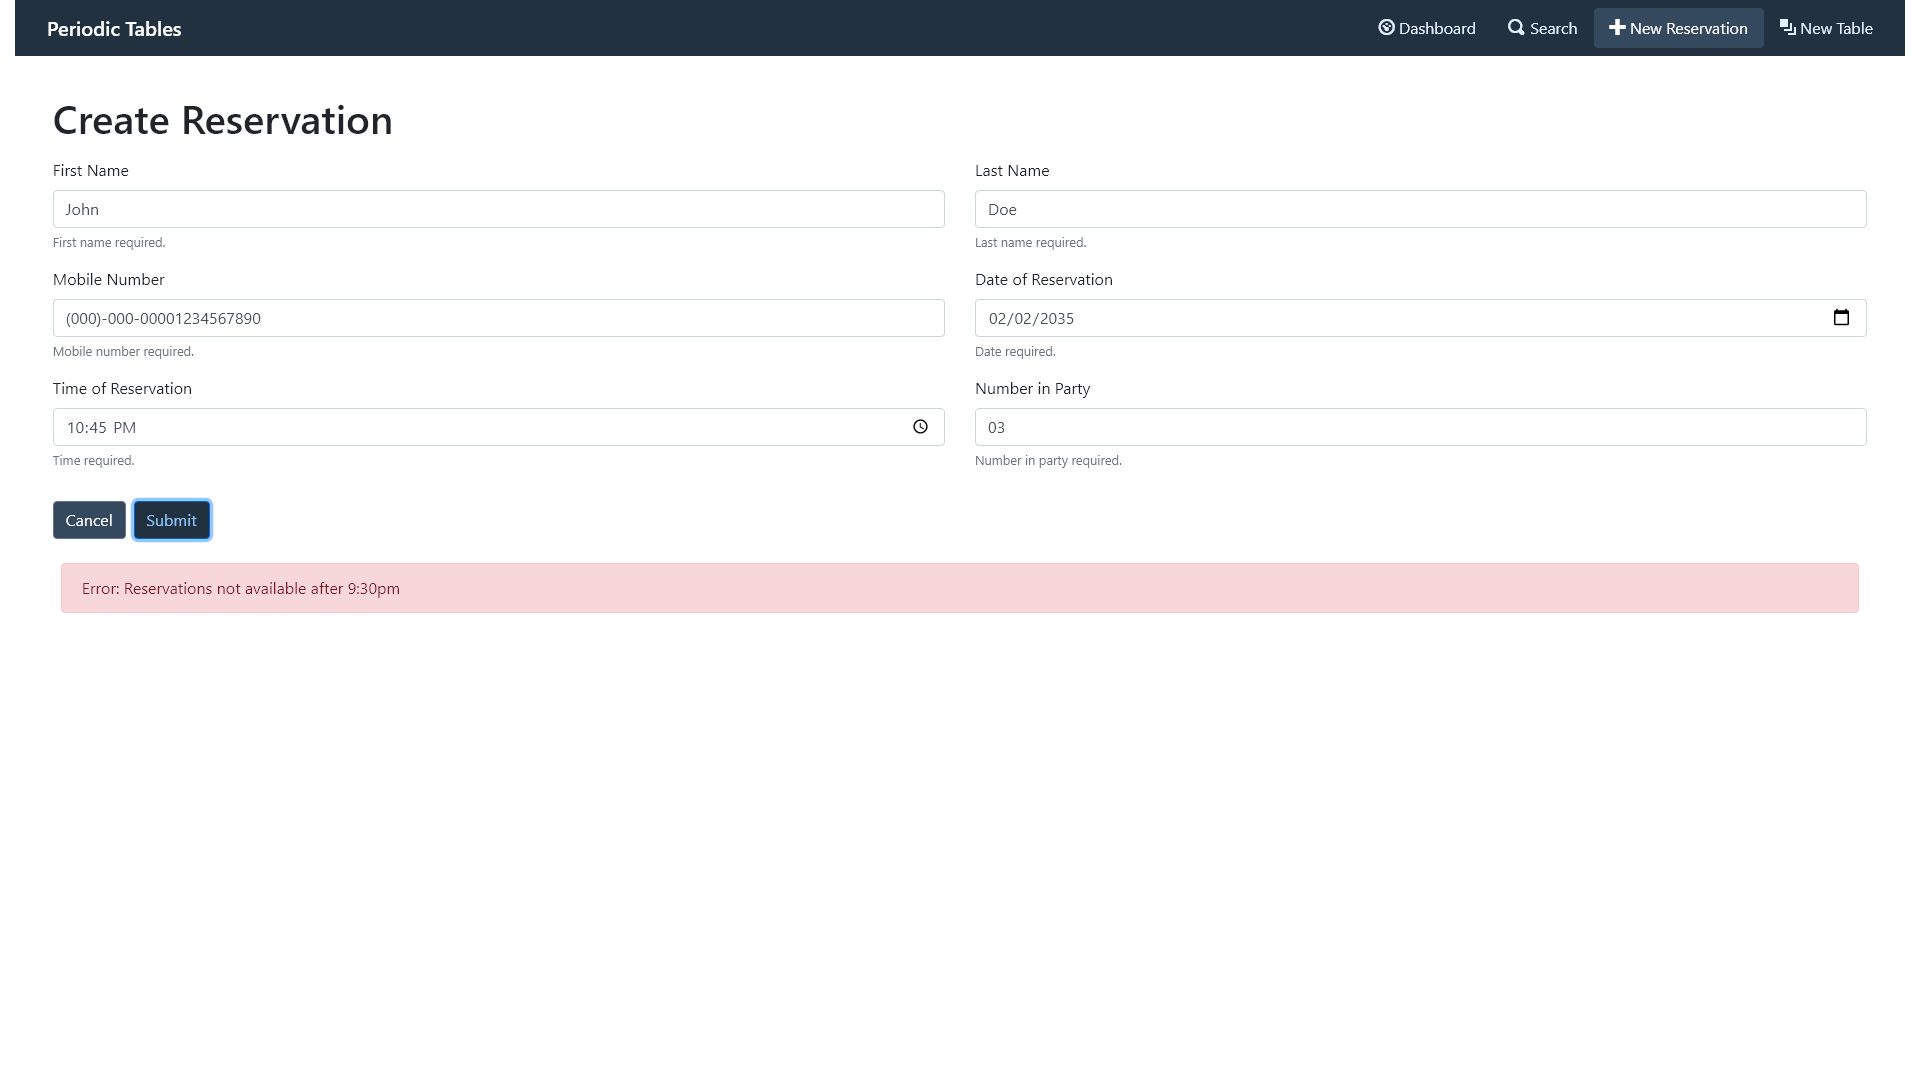 Periodic Tables
Dashboard
Search
New Reservation
New Table
Create Reservation
First Name
Last Name
John
Doe
First name required.
Last name required.
Mobile Number
Date of Reservation
(000)-000-00001234567890
02/02/2035
Mobile number required.
Date required.
Time of Reservation
Number in Party
10:45 PM
03
Time required.
Number in party required.
Cancel
Submit
Error: Reservations not available after 9:30pm